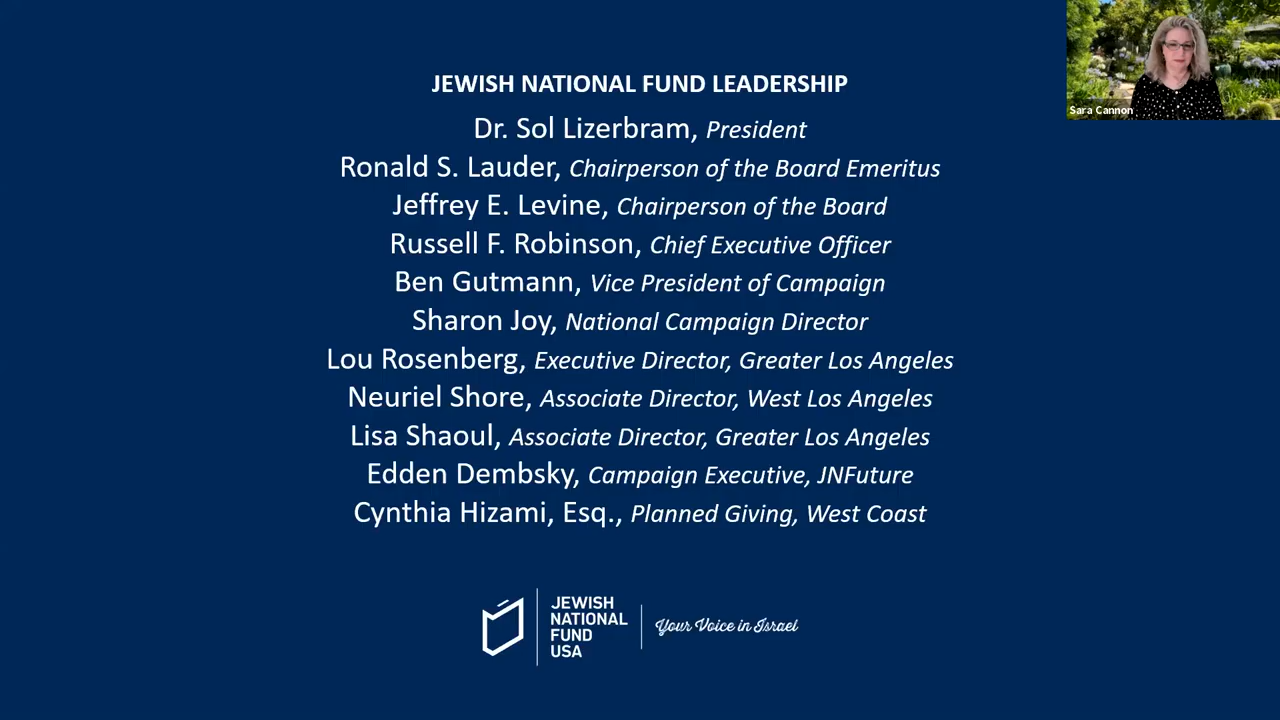 JEWISH NATIONAL FUND LEADERSHIP
Dr. Sol Lizerbram, President
Ronald S. Lauder, Chairperson of the Board Emeritus
Jeffrey E. Levine, Chairperson of the Board
Russell F. Robinson, Chief Executive Officer
Ben Gutmann, Vice President of Campaign
Sharon Joy, National Campaign Director
Lou Rosenberg, Executive Director, Greater Los Angeles
Neuriel Shore, Associate Director, West Los Angeles
Lisa Shaoul, Associate Director, Greater Los Angeles
Edden Dembsky, Campaign Executive, JNFuture
Cynthia Hizami, Esq., Planned Giving, West Coast
JEWISH
NATIONAL
FUND
USA
Your Voice in Israel
Sara Cannon